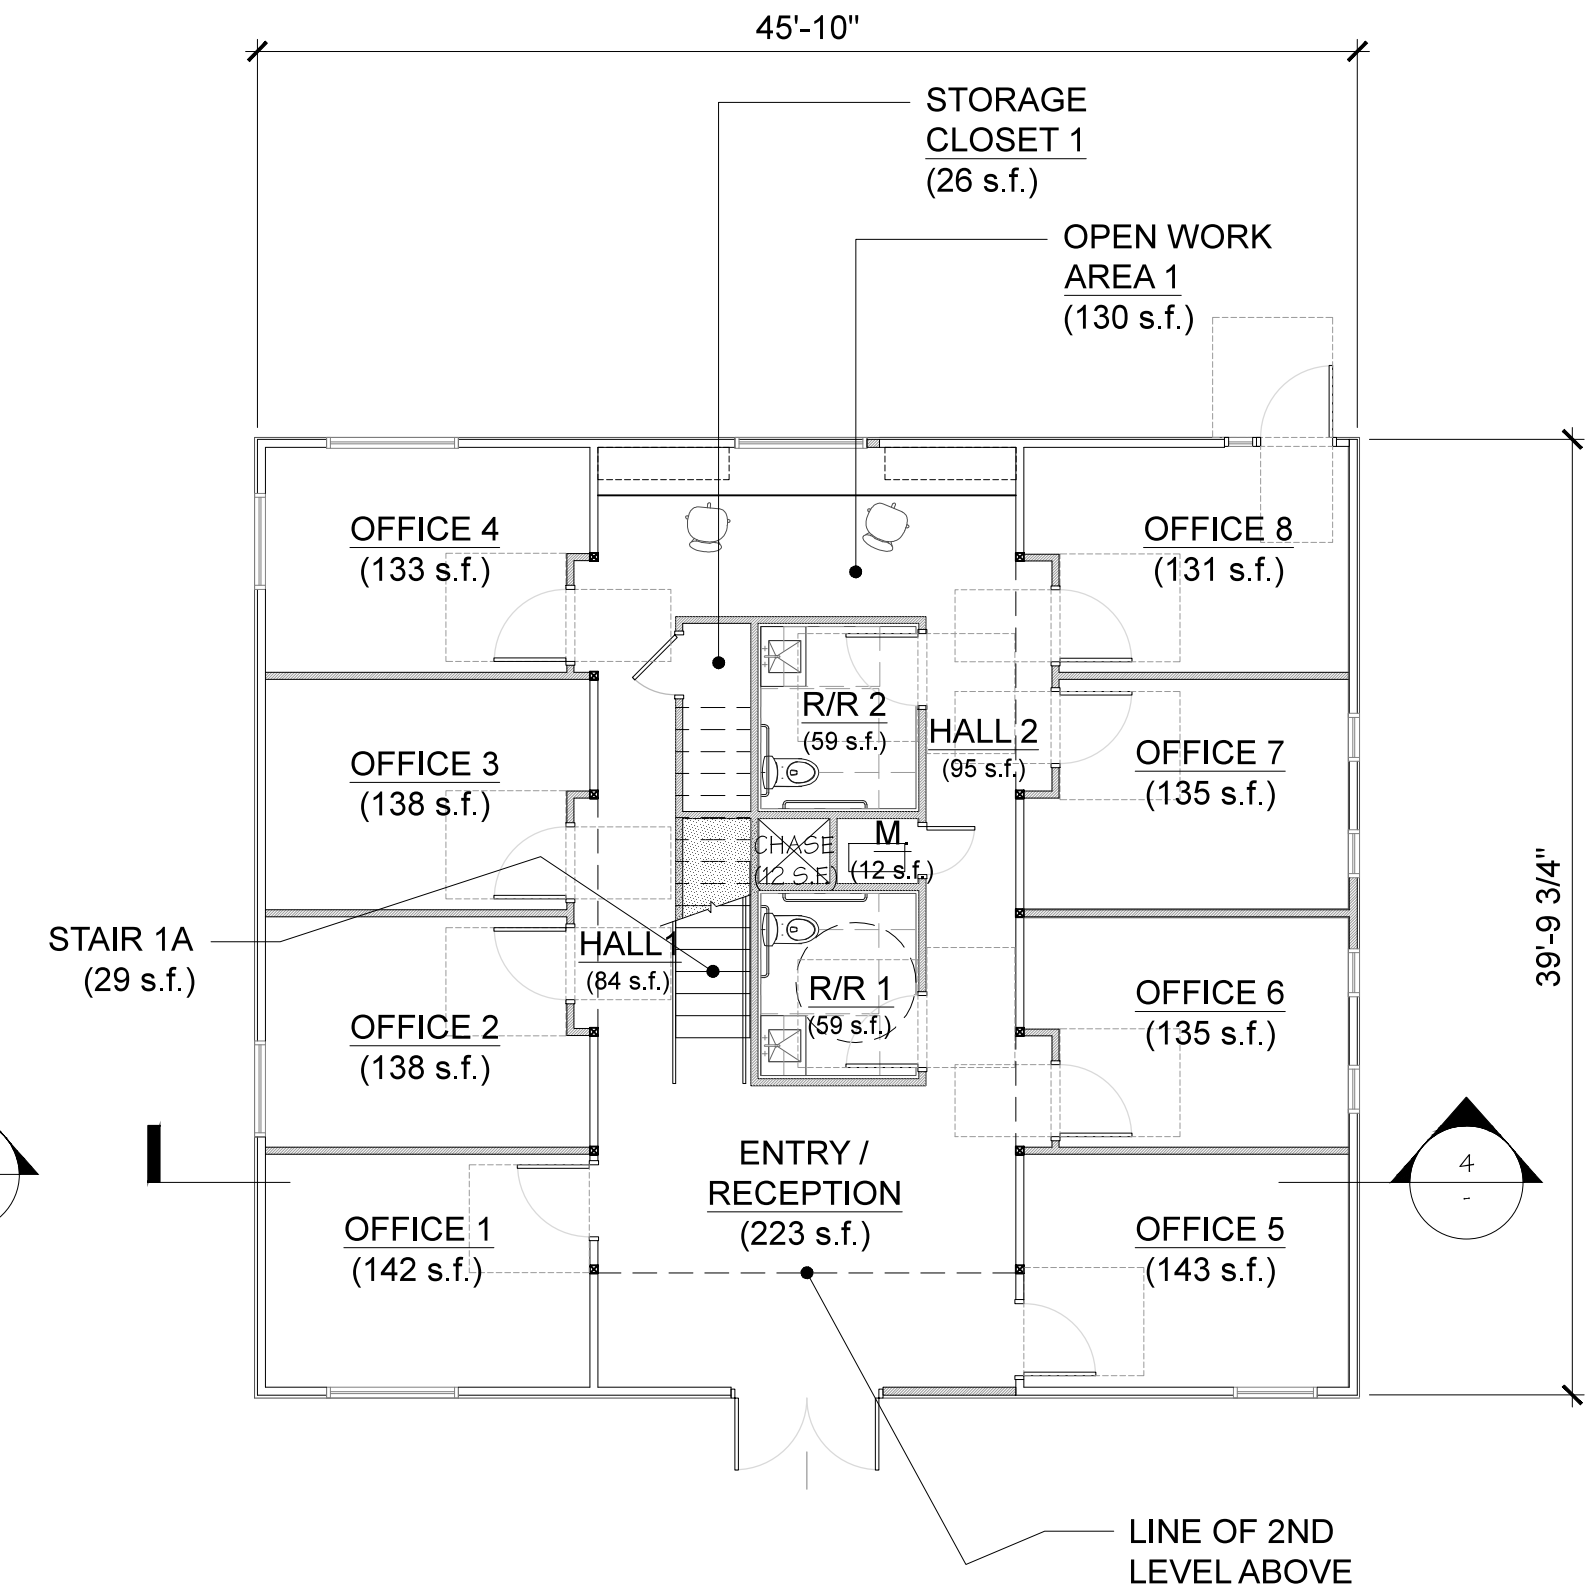 45'-10"
STORAGE
CLOSET 1
(26 s.f.)
OPEN WORK
AREA 1
(130 s.f.)
OFFICE 4
(133 s.f.)
OFFICE 8
(131 s.f.)
R/R 2
(59 s.f.)
HALL 2
(95 s.f.)
OFFICE 3
(138 s.f.)
OFFICE 7
(135 s.f.)
CHASE
(12 S.F.)
M.
(12 s.f.)
39'-9 3/4"
STAIR 1A
(29 s.f.)
HALL 1
(84 s.f.)
R/R 1
(59 s.f.)
OFFICE 2
(138 s.f.)
OFFICE 6
(135 s.f.)
ENTRY /
RECEPTION
(223 s.f.)
4
-
OFFICE 1
(142 s.f.)
OFFICE 5
(143 s.f.)
LINE OF 2ND
LEVEL ABOVE